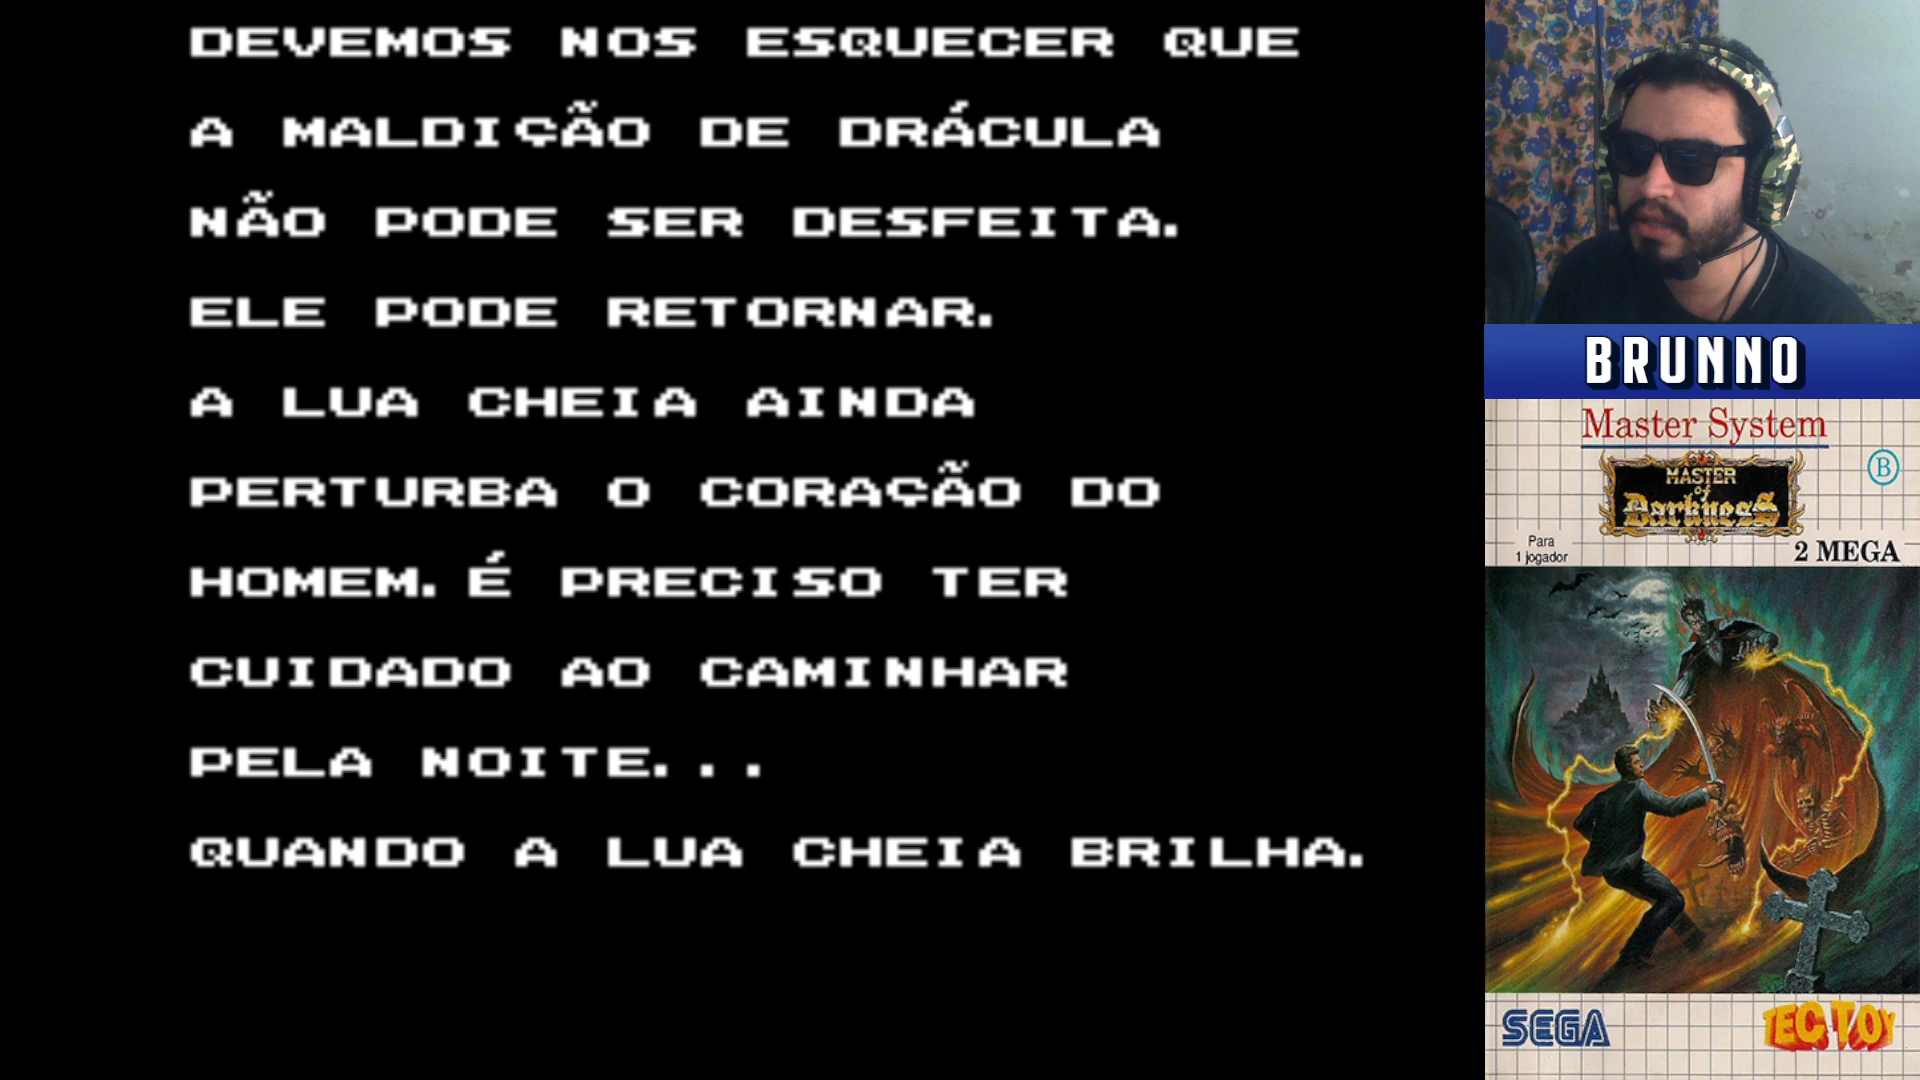 DEVEMOS NOS ESQUECER QUE
A MALDIÇÃO DE DRÁCULA
NÃO PODE SER DESFEITA.
ELE PODE RETORNAR.
A LUA CHEIA AINDA
PERTURBA O CORAÇÃO DO
HOMEM. É PRECISO TER
CUIDADO AO CAMINHAR
PELA NOITE...
QUANDO A LUA CHEIA BRILHA.
BRUNNO
Master System
MASTER
of
Darkness
B
Para
1 jogador
2 MEGA
SEGA
TEC TOY